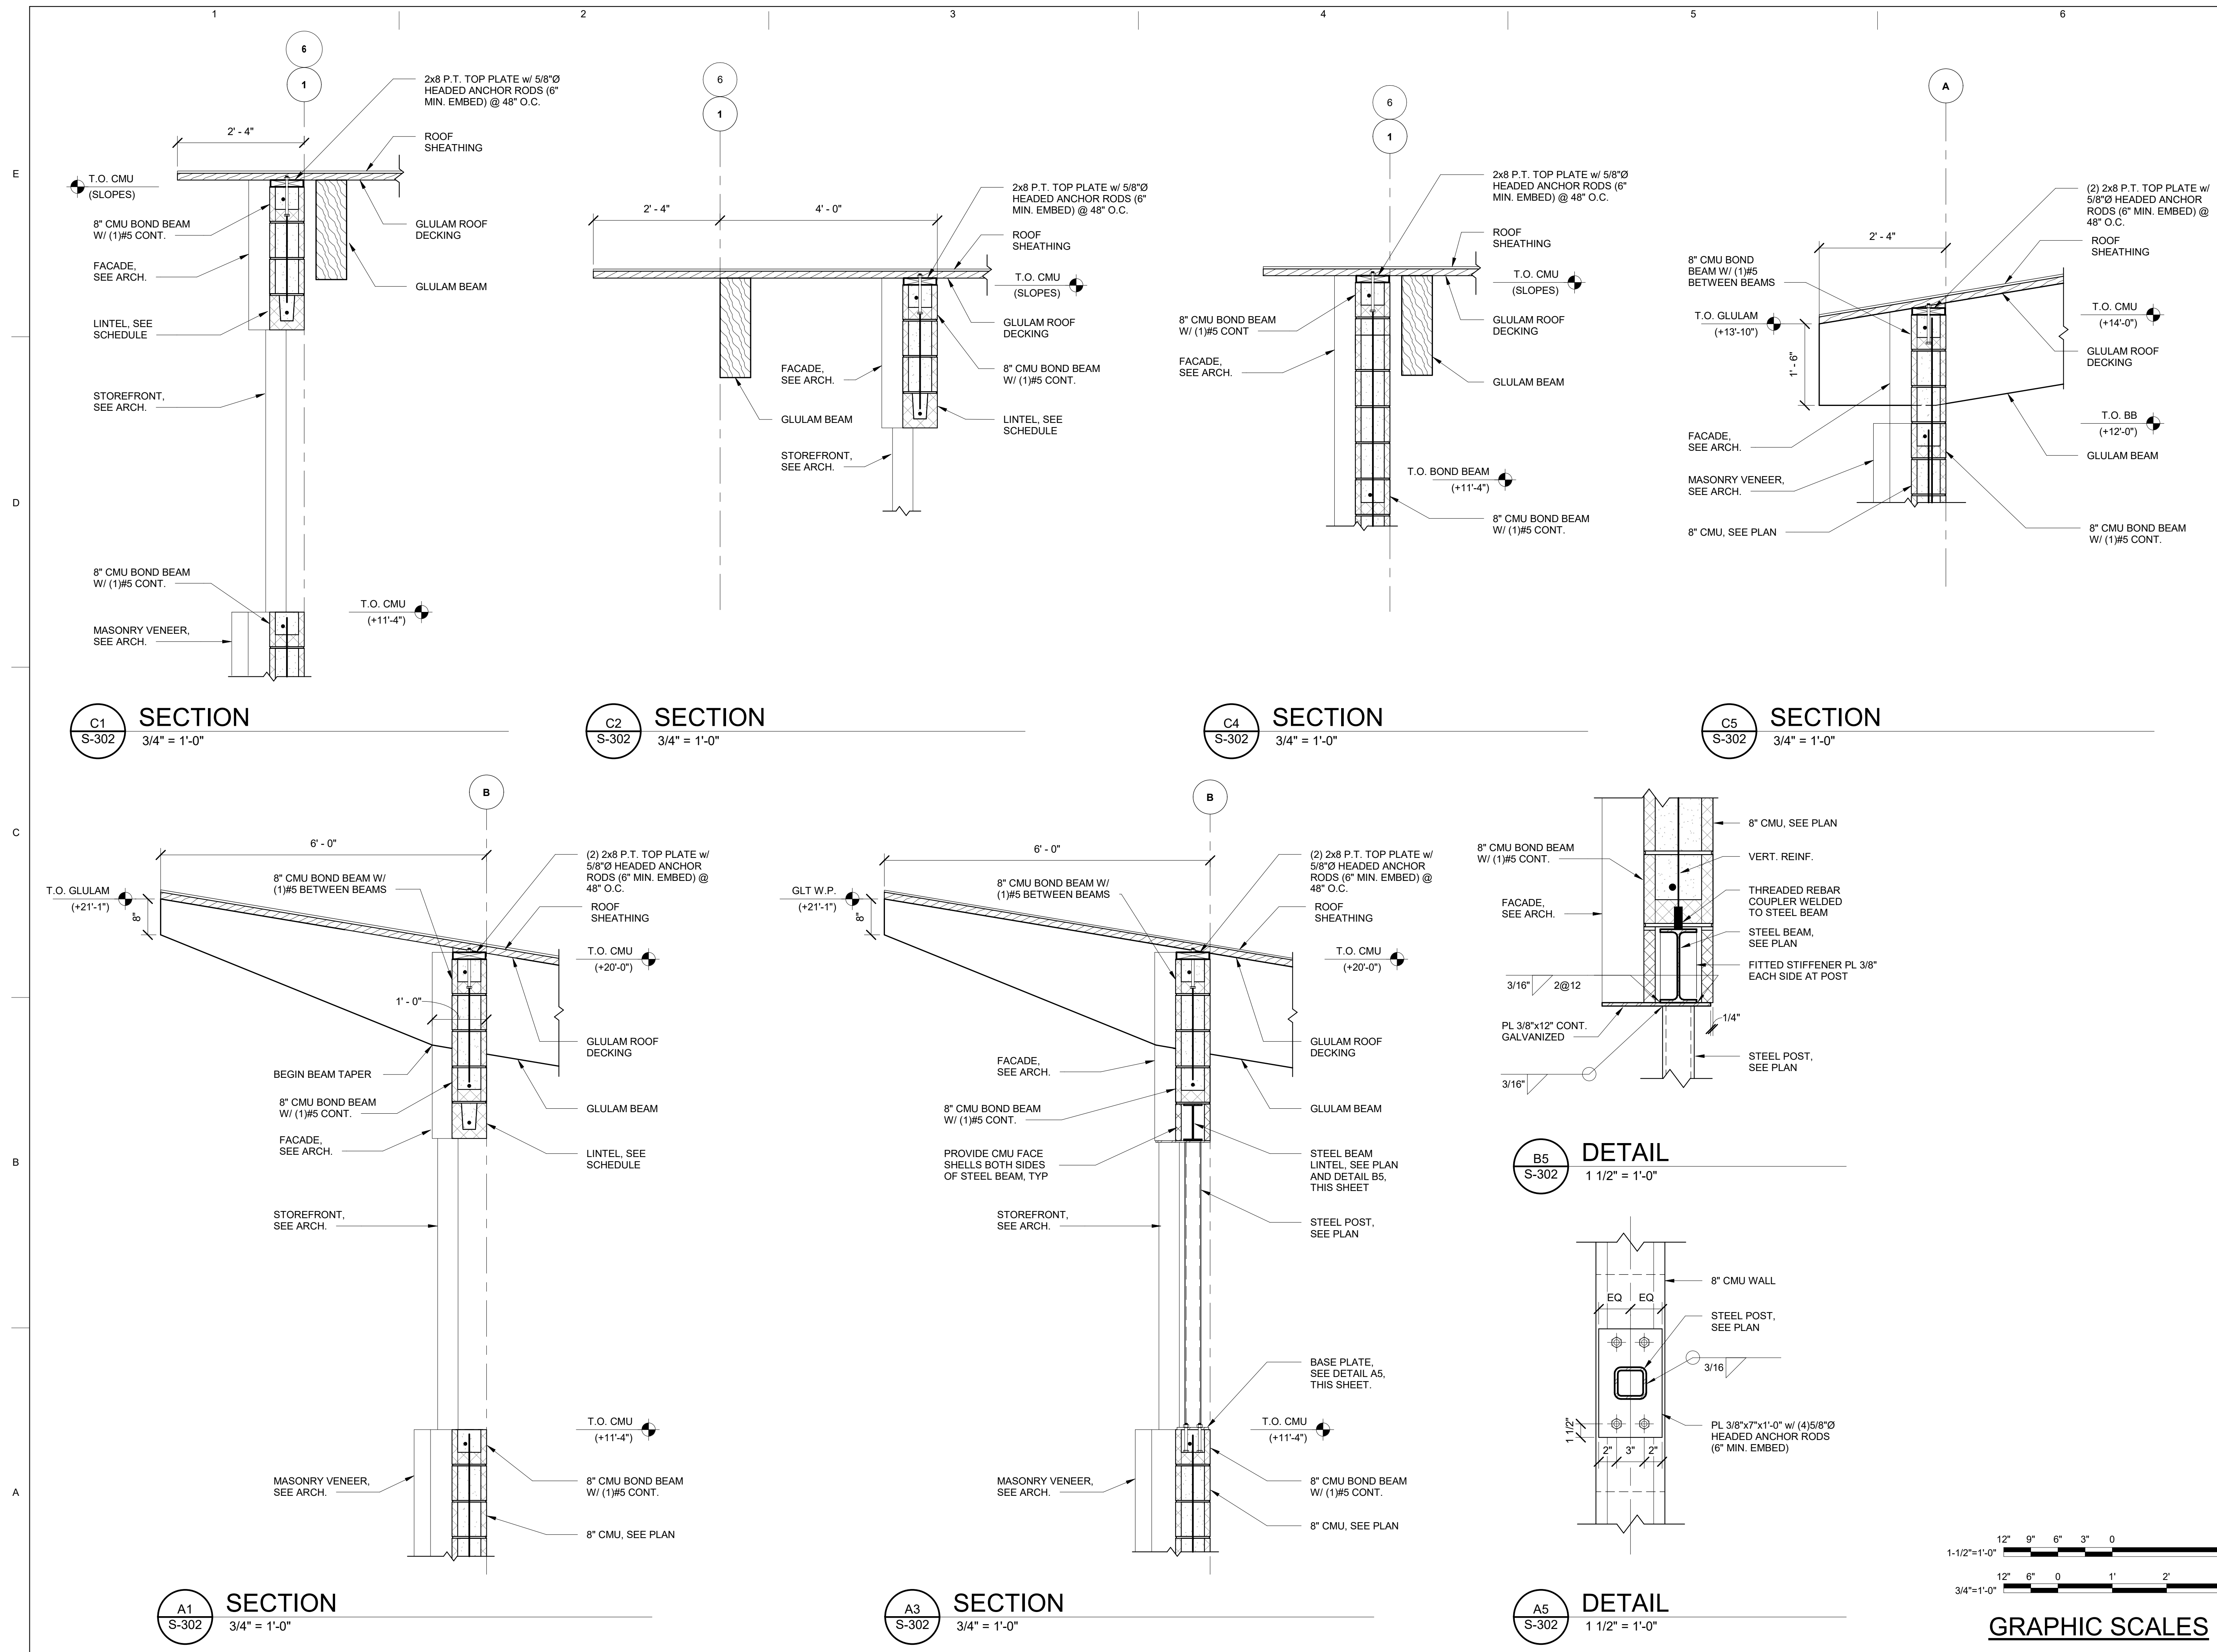 1
2
3
4
5
6
E
D
C
B
A
6
1
2x8 P.T. TOP PLATE w/ 5/8"Ø
HEADED ANCHOR RODS (6"
MIN. EMBED) @ 48" O.C.
2' - 4"
ROOF
SHEATHING
T.O. CMU
(SLOPES)
8" CMU BOND BEAM
W/ (1)#5 CONT.
GLULAM ROOF
DECKING
FACADE,
SEE ARCH.
GLULAM BEAM
LINTEL, SEE
SCHEDULE
STOREFRONT,
SEE ARCH.
8" CMU BOND BEAM
W/ (1)#5 CONT.
T.O. CMU
(+11'-4")
MASONRY VENEER,
SEE ARCH.
C1
S-302
SECTION
3/4" = 1'-0"
6
1
2' - 4"
4' - 0"
2x8 P.T. TOP PLATE w/ 5/8"Ø
HEADED ANCHOR RODS (6"
MIN. EMBED) @ 48" O.C.
ROOF
SHEATHING
T.O. CMU
(SLOPES)
GLULAM ROOF
DECKING
FACADE,
SEE ARCH.
8" CMU BOND BEAM
W/ (1)#5 CONT.
GLULAM BEAM
LINTEL, SEE
SCHEDULE
STOREFRONT,
SEE ARCH.
C2
S-302
SECTION
3/4" = 1'-0"
6
1
2x8 P.T. TOP PLATE w/ 5/8"Ø
HEADED ANCHOR RODS (6"
MIN. EMBED) @ 48" O.C.
ROOF
SHEATHING
T.O. CMU
(SLOPES)
8" CMU BOND BEAM
W/ (1)#5 CONT
GLULAM ROOF
DECKING
FACADE,
SEE ARCH.
GLULAM BEAM
T.O. BOND BEAM
(+11'-4")
8" CMU BOND BEAM
W/ (1)#5 CONT.
C4
S-302
SECTION
3/4" = 1'-0"
A
(2) 2x8 P.T. TOP PLATE w/
5/8"Ø HEADED ANCHOR
RODS (6" MIN. EMBED) @
48" O.C.
2' - 4"
ROOF
SHEATHING
8" CMU BOND
BEAM W/ (1)#5
BETWEEN BEAMS
T.O. GLULAM
(+13'-10")
T.O. CMU
(+14'-0")
1' - 6"
GLULAM ROOF
DECKING
T.O. BB
(+12'-0")
FACADE,
SEE ARCH.
GLULAM BEAM
MASONRY VENEER,
SEE ARCH.
8" CMU, SEE PLAN
8" CMU BOND BEAM
W/ (1)#5 CONT.
C5
S-302
SECTION
3/4" = 1'-0"
B
6' - 0"
(2) 2x8 P.T. TOP PLATE w/
5/8"Ø HEADED ANCHOR
RODS (6" MIN. EMBED) @
48" O.C.
8" CMU BOND BEAM W/
(1)#5 BETWEEN BEAMS
T.O. GLULAM
(+21'-1")
8"
ROOF
SHEATHING
T.O. CMU
(+20'-0")
1' - 0"
GLULAM ROOF
DECKING
BEGIN BEAM TAPER
8" CMU BOND BEAM
W/ (1)#5 CONT.
GLULAM BEAM
FACADE,
SEE ARCH.
LINTEL, SEE
SCHEDULE
STOREFRONT,
SEE ARCH.
T.O. CMU
(+11'-4")
MASONRY VENEER,
SEE ARCH.
8" CMU BOND BEAM
W/ (1)#5 CONT.
8" CMU, SEE PLAN
A1
S-302
SECTION
3/4" = 1'-0"
B
6' - 0"
(2) 2x8 P.T. TOP PLATE w/
5/8"Ø HEADED ANCHOR
RODS (6" MIN. EMBED) @
48" O.C.
8" CMU BOND BEAM W/
(1)#5 BETWEEN BEAMS
GLT W.P.
(+21'-1")
8"
ROOF
SHEATHING
T.O. CMU
(+20'-0")
GLULAM ROOF
DECKING
FACADE,
SEE ARCH.
8" CMU BOND BEAM
W/ (1)#5 CONT.
GLULAM BEAM
PROVIDE CMU FACE
SHELLS BOTH SIDES
OF STEEL BEAM, TYP
STEEL BEAM
LINTEL, SEE PLAN
AND DETAIL B5,
THIS SHEET
STOREFRONT,
SEE ARCH.
STEEL POST,
SEE PLAN
BASE PLATE,
SEE DETAIL A5,
THIS SHEET.
T.O. CMU
(+11'-4")
MASONRY VENEER,
SEE ARCH.
8" CMU BOND BEAM
W/ (1)#5 CONT.
8" CMU, SEE PLAN
A3
S-302
SECTION
3/4" = 1'-0"
8" CMU, SEE PLAN
8" CMU BOND BEAM
W/ (1)#5 CONT.
VERT. REINF.
THREADED REBAR
COUPLER WELDED
TO STEEL BEAM
FACADE,
SEE ARCH.
STEEL BEAM,
SEE PLAN
FITTED STIFFENER PL 3/8"
EACH SIDE AT POST
3/16"
2@12
PL 3/8"x12" CONT.
GALVANIZED
1/4"
STEEL POST,
SEE PLAN
3/16"
B5
S-302
DETAIL
1 1/2" = 1'-0"
8" CMU WALL
EQ
EQ
STEEL POST,
SEE PLAN
3/16
1 1/2"
2"
3"
2"
PL 3/8"x7"x1'-0" w/ (4)5/8"Ø
HEADED ANCHOR RODS
(6" MIN. EMBED)
A5
S-302
DETAIL
1 1/2" = 1'-0"
12" 9" 6" 3" 0
1-1/2"=1'-0"
12" 6" 0 1' 2'
3/4"=1'-0"
GRAPHIC SCALES